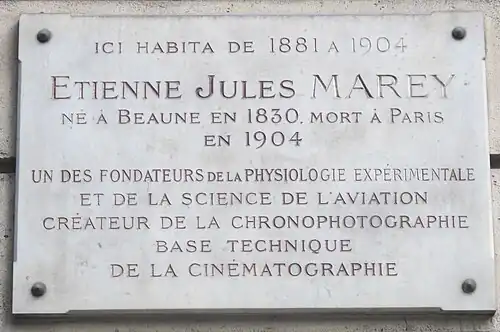 ICI HABITA DE 1881 A 1904
ETIENNE JULES MAREY
NÉ À BEAUNE EN 1830. MORT À PARIS
EN 1904
UN DES FONDATEURS DE LA PHYSIOLOGIE EXPÉRIMENTALE
ET DE LA SCIENCE DE L'AVIATION
CRÉATEUR DE LA CHRONOPHOTOGRAPHIE
BASE TECHNIQUE
DE LA CINÉMATOGRAPHIE